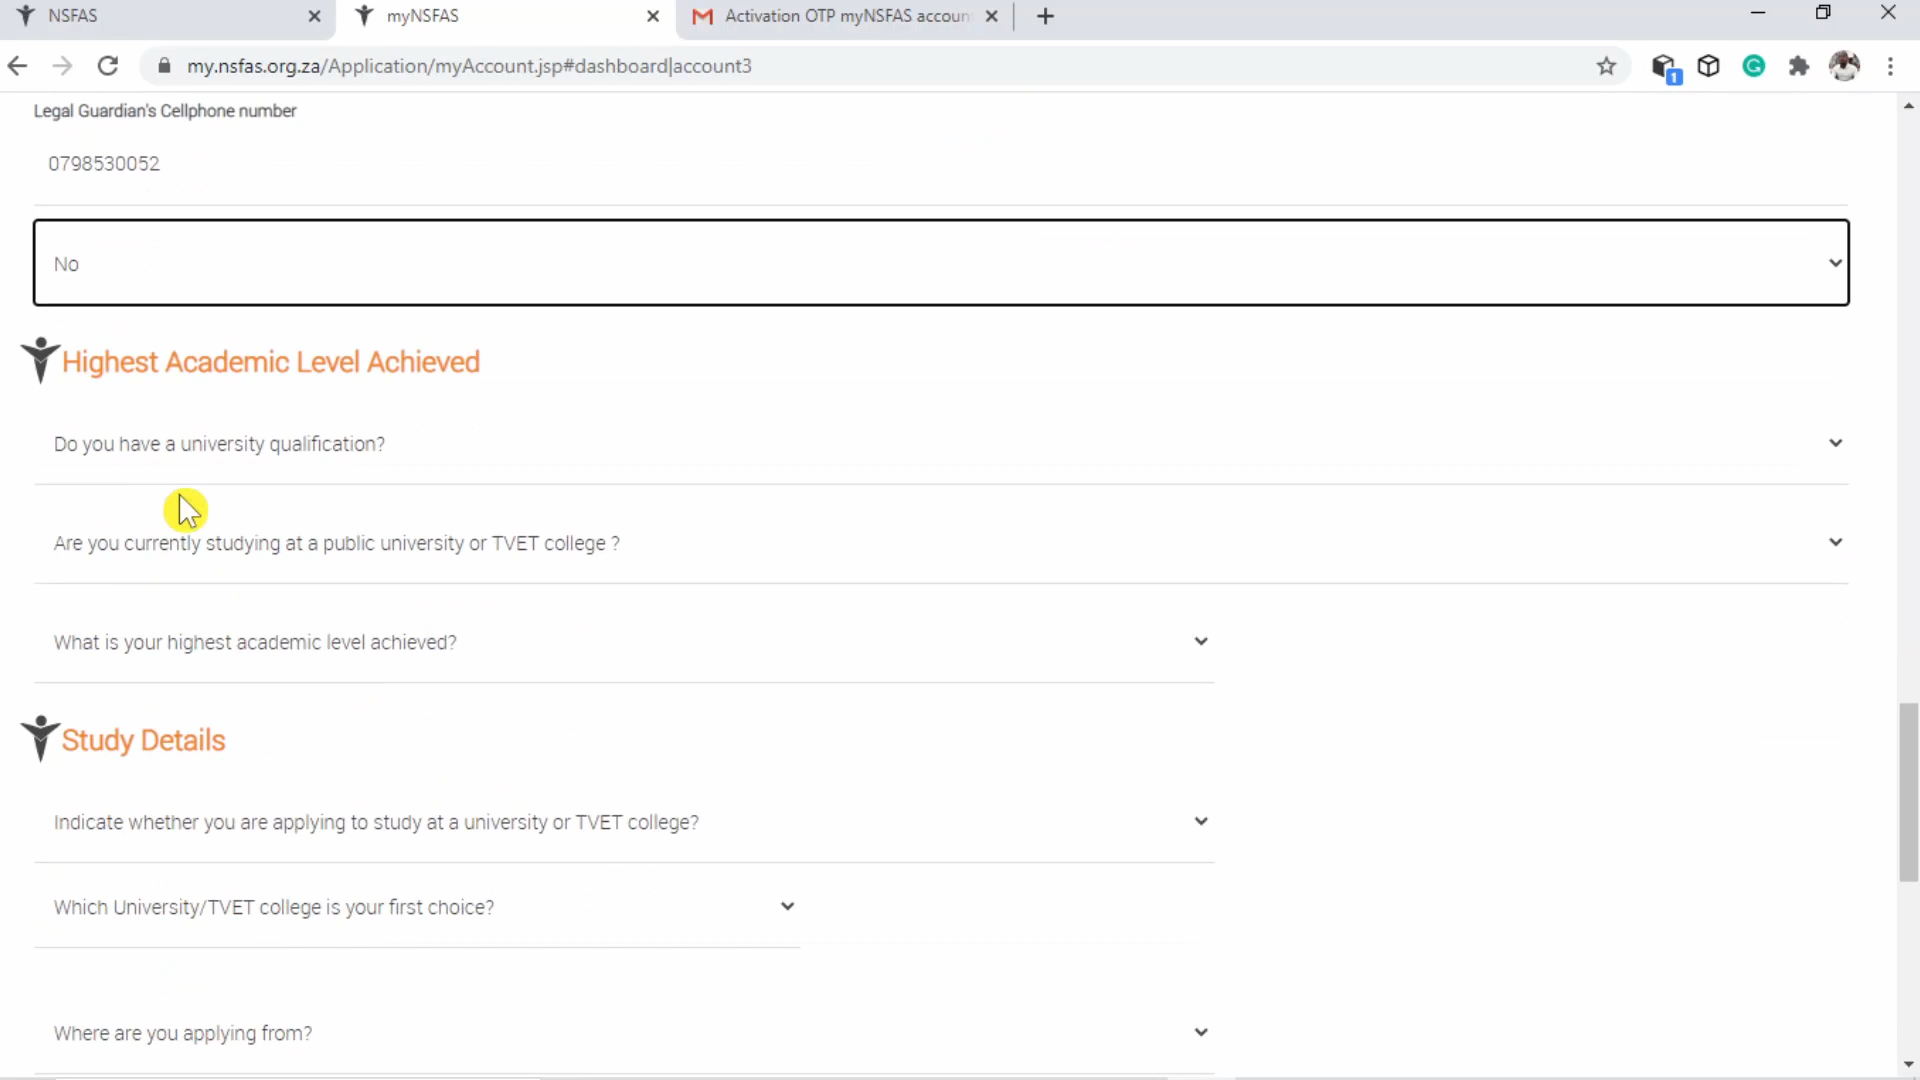 NSFAS
myNSFAS
Activation OTP myNSFAS accoun
my.nsfas.org.za/Application/myAccount.jsp#dashboard|account3
1
Legal Guardian's Cellphone number
0798530052
No
Highest Academic Level Achieved
Do you have a university qualification?
Are you currently studying at a public university or TVET college ?
What is your highest academic level achieved?
Study Details
Indicate whether you are applying to study at a university or TVET college?
Which University/TVET college is your first choice?
Where are you applying from?